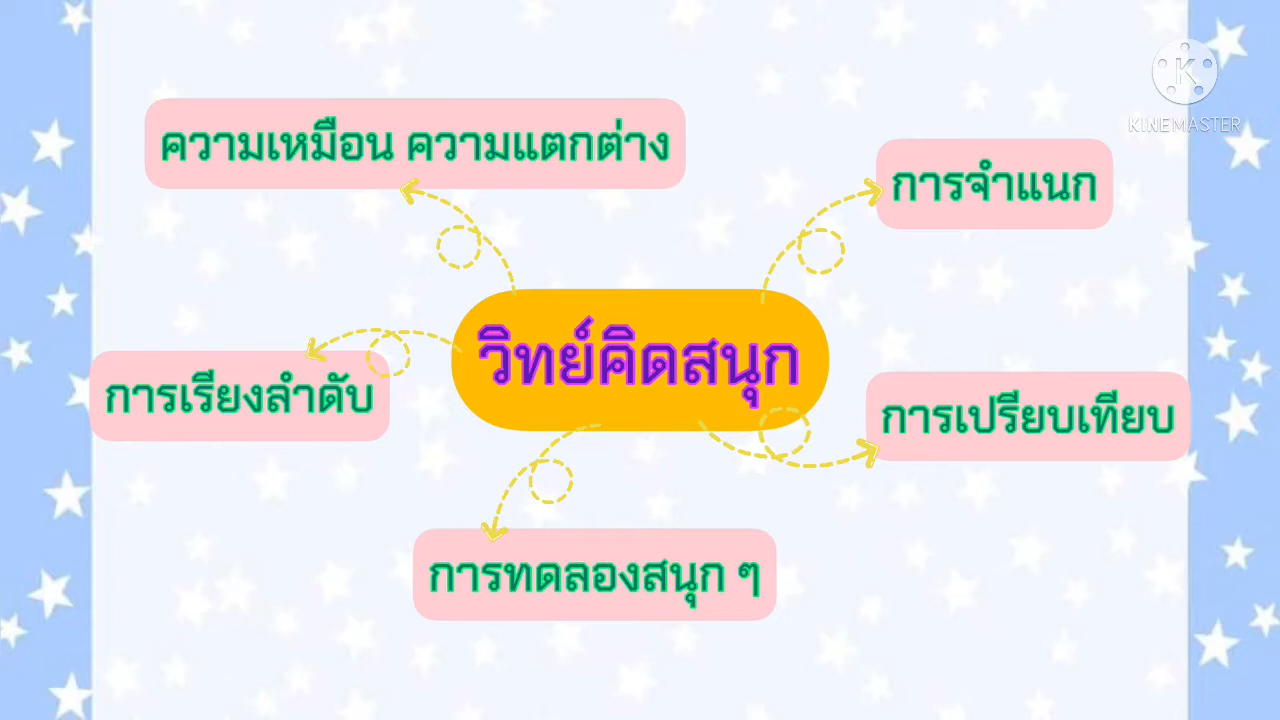 KINEMASTER
ความเหมือน ความแตกต่าง
การจำแนก
วิทย์คิดสนุก
การเรียงลำดับ
การเปรียบเทียบ
การทดลองสนุก ๆ